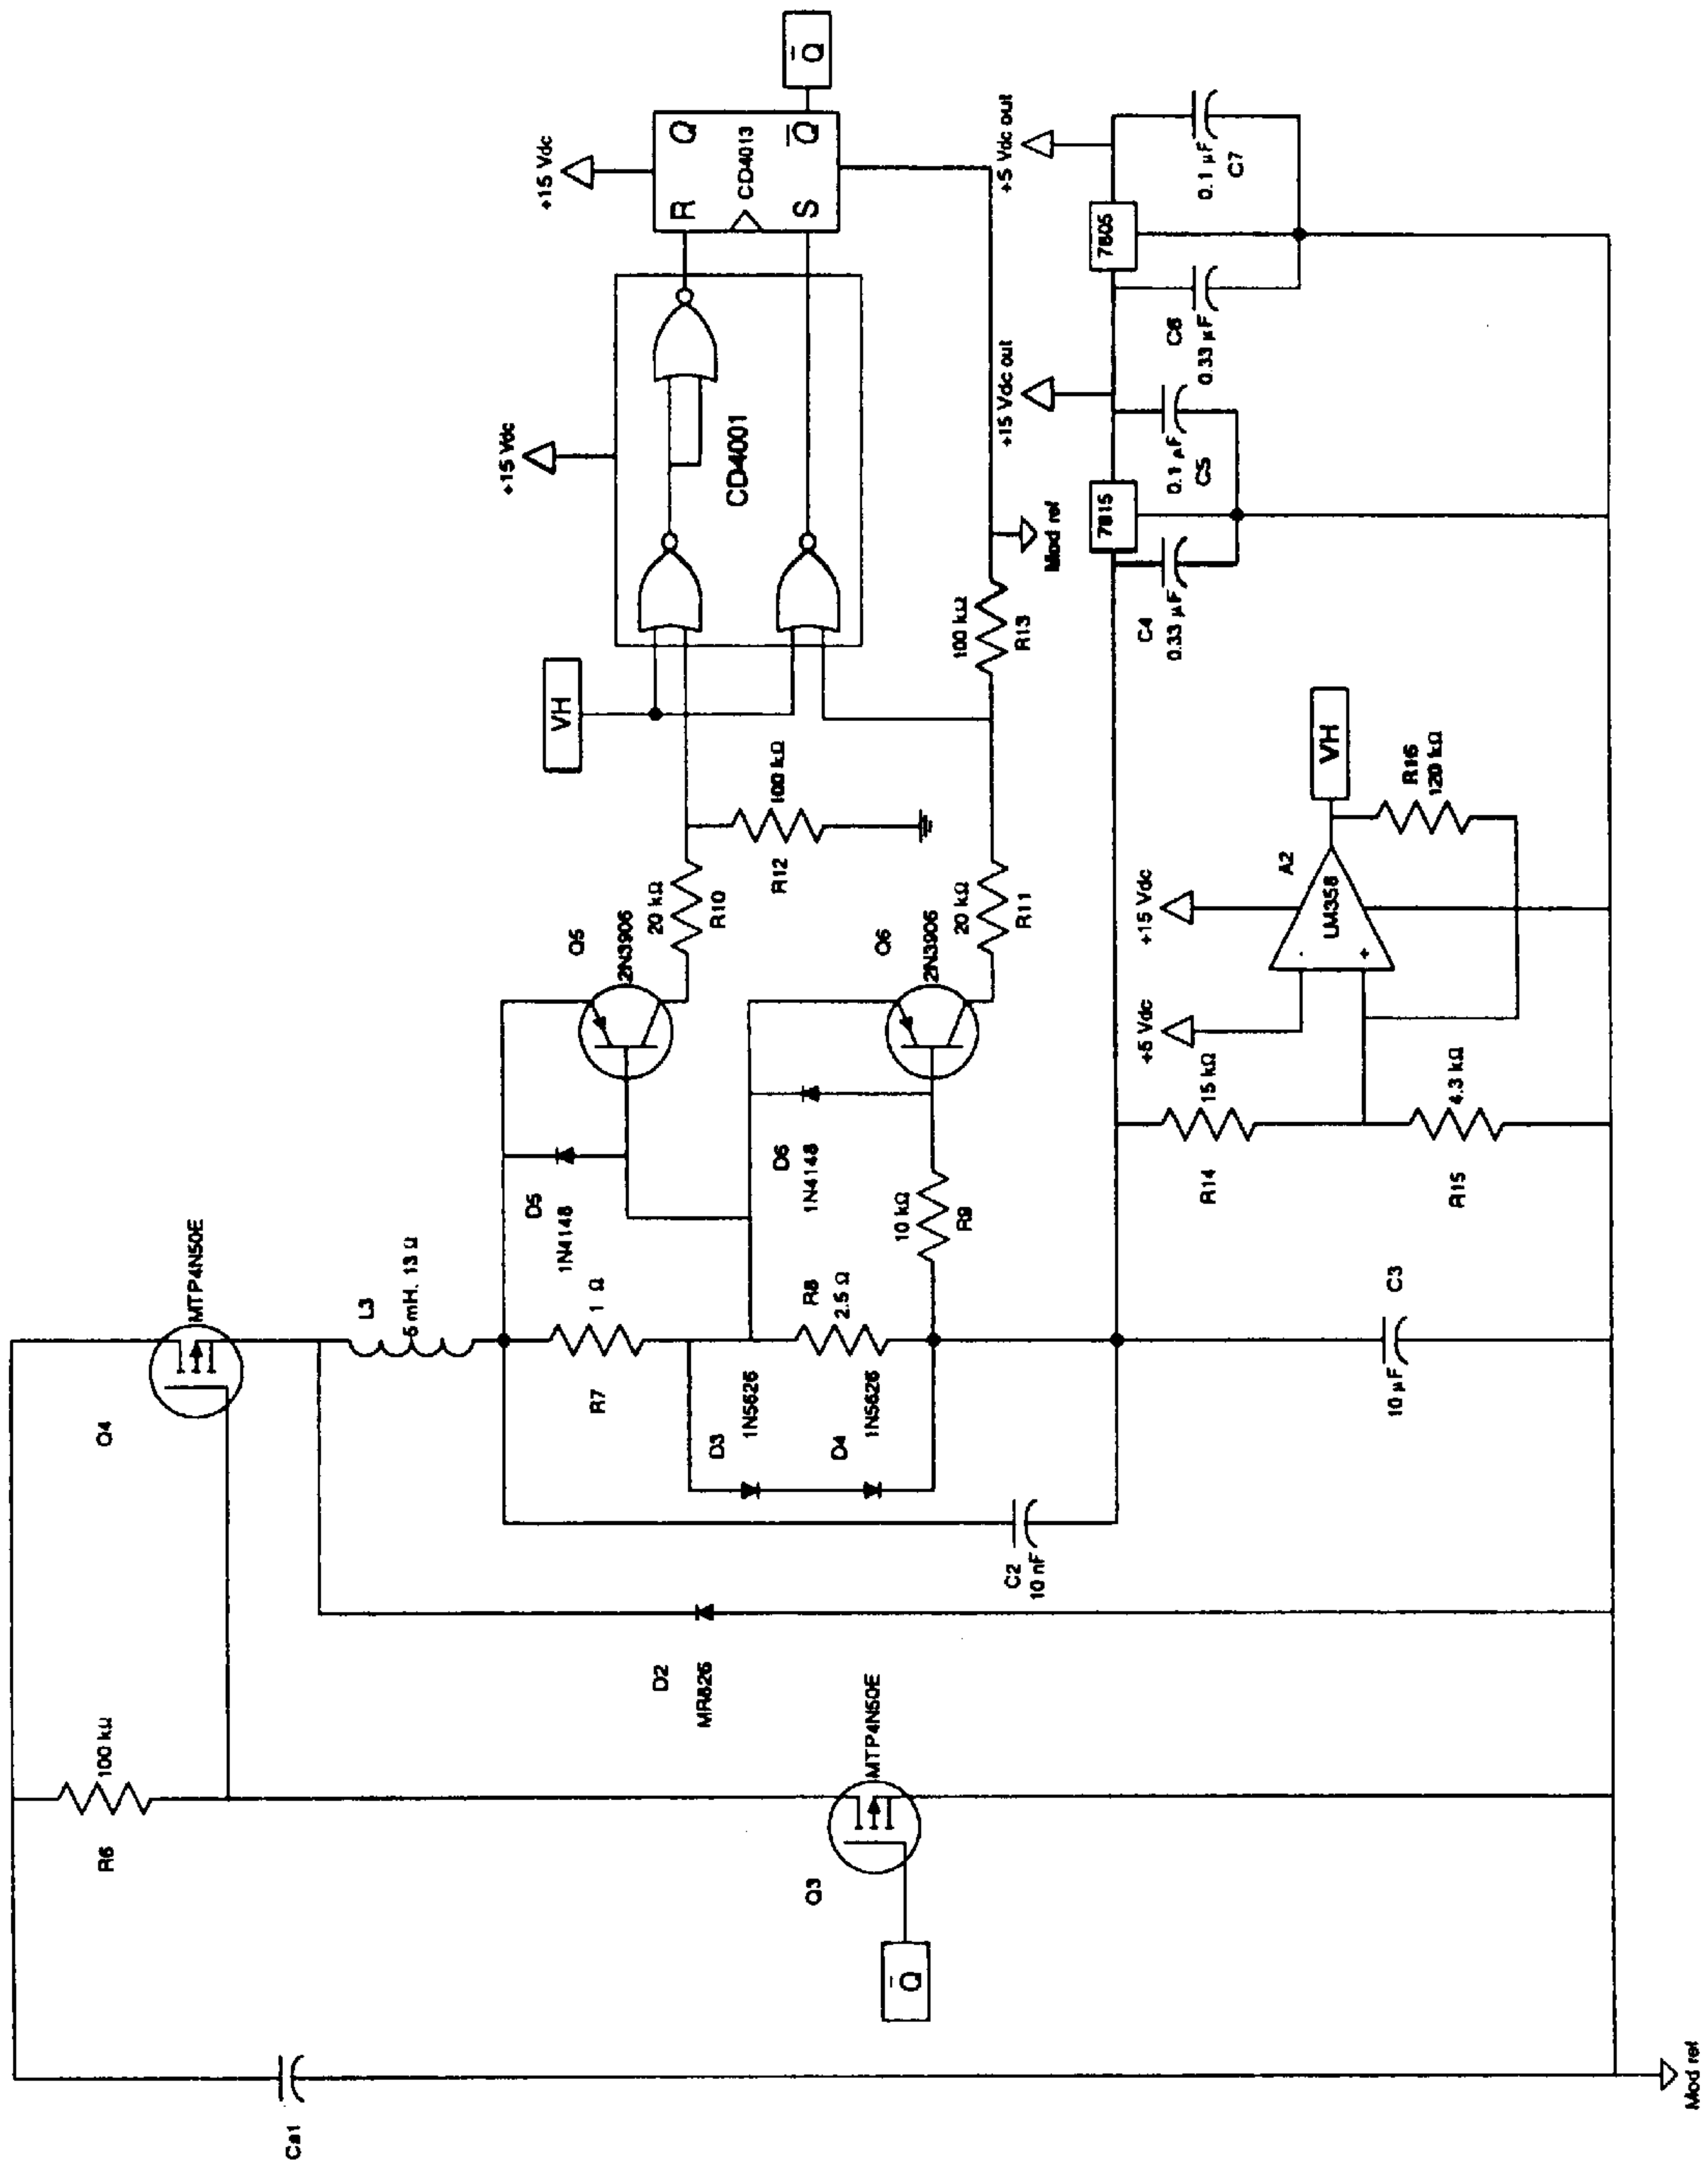 Q4
MTP4N50E
R6
100 kΩ
L3
5 mH, 13 Ω
Ca1
D2
MR826
Q3
MTP4N50E
Q̅
Mod ref
C2
10 nF
R7
1 Ω
D3
1N5626
D4
1N5626
R8
2.5 Ω
D5
1N4148
D6
1N4148
R9
10 kΩ
C3
10 µF
Q5
2N3906
20 kΩ
R10
R12
100 kΩ
Q6
2N3906
20 kΩ
R11
VH
+15 Vdc
CD4001
100 kΩ
R13
Mod ref
+15 Vdc
R
Q
CD4013
S
Q̅
Q̅
R14
15 kΩ
R15
4.3 kΩ
+5 Vdc
+15 Vdc
A2
LM358
-
+
VH
R16
120 kΩ
C4
0.33 µF
7815
0.1 µF
C5
+15 Vdc out
C6
0.33 µF
7805
0.1 µF
C7
+5 Vdc out